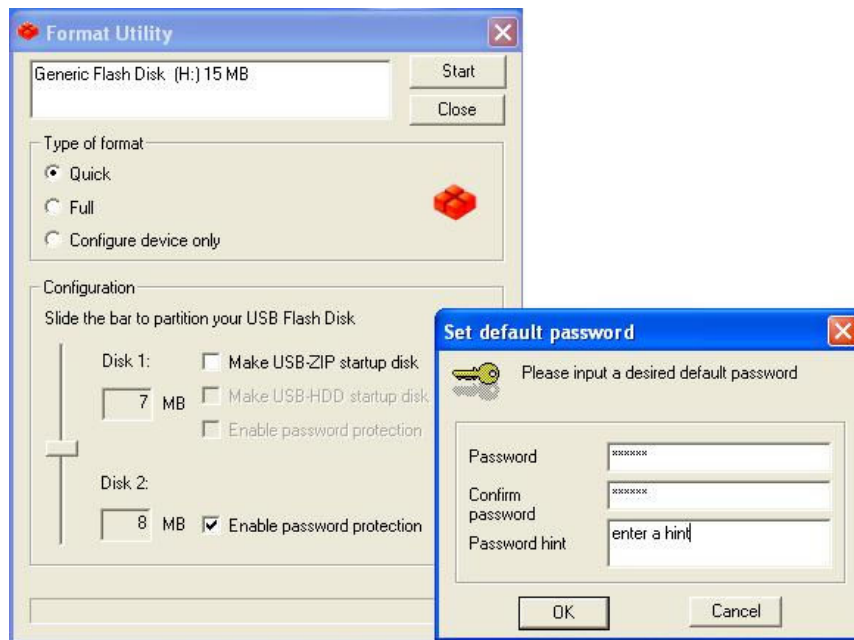 Format Utility
Generic Flash Disk (H:) 15 MB
Start
Close
Type of format
Quick
Full
Configure device only
Configuration
Slide the bar to partition your USB Flash Disk
Disk 1:
Make USB-ZIP startup disk
7 MB
Make USB-HDD startup disk
Enable password protection
Disk 2:
8 MB
Enable password protection
Set default password
Please input a desired default password
Password
******
Confirm
password
******
Password hint
enter a hint
OK
Cancel